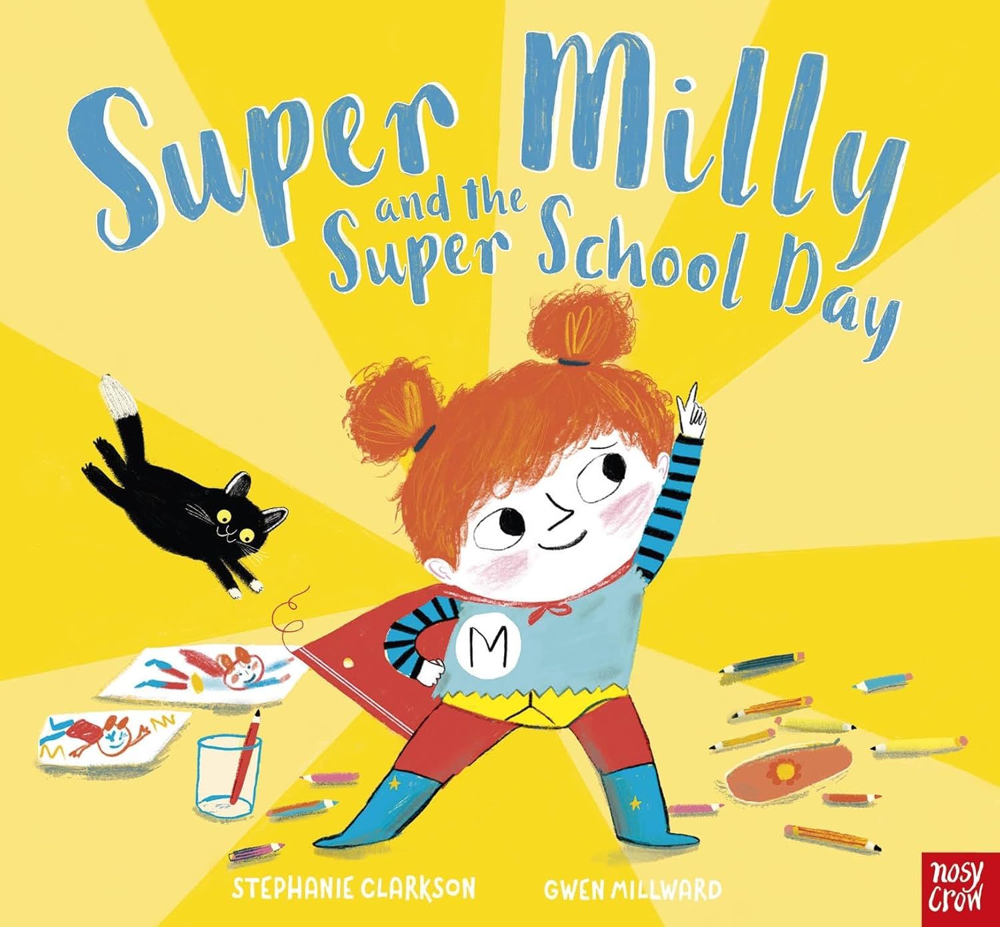 Super Milly
and the
Super School Day
M
M
M
STEPHANIE CLARKSON
GWEN MILLWARD
nosy
crow